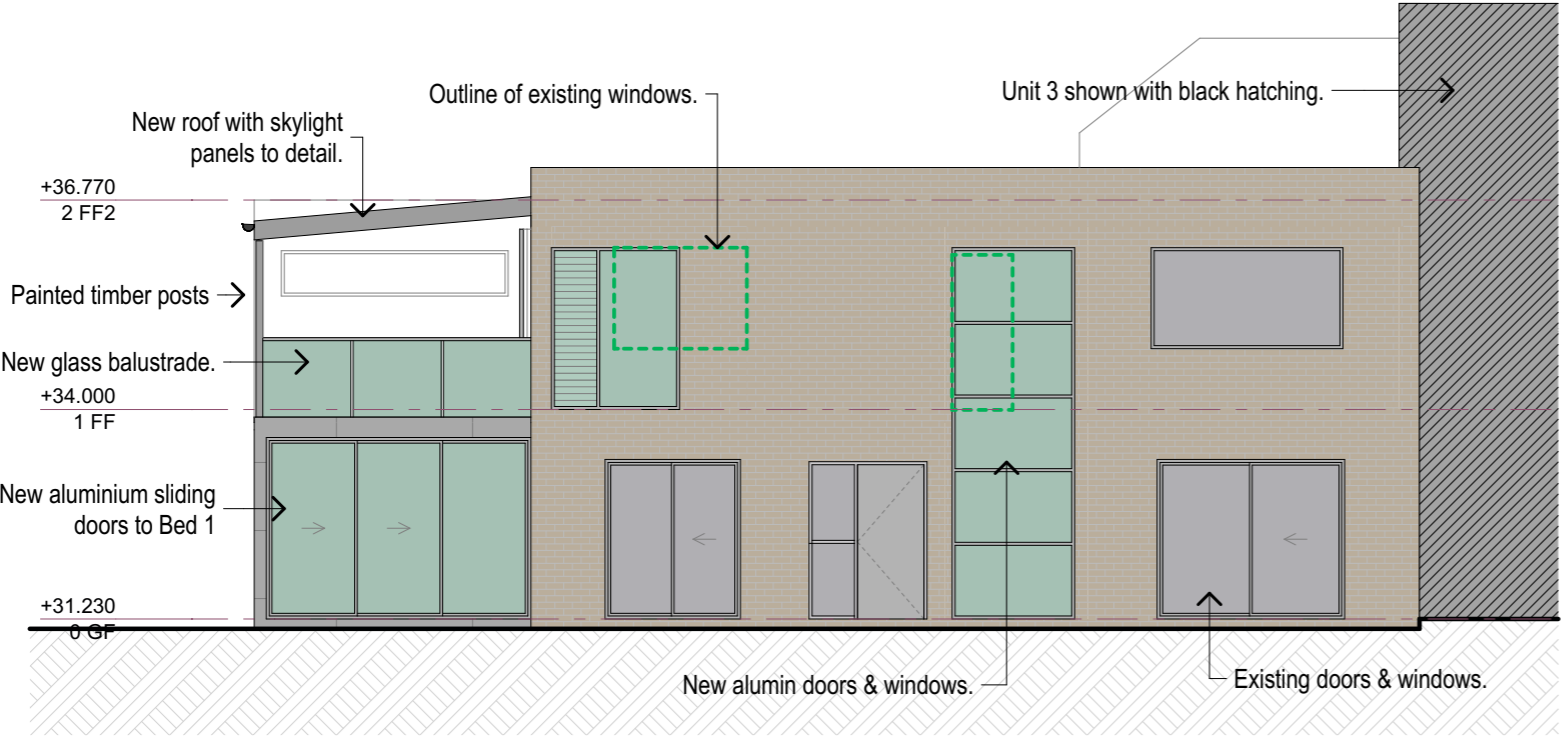 Outline of existing windows.
Unit 3 shown with black hatching.
New roof with skylight
panels to detail.
+36.770
2 FF2
Painted timber posts
New glass balustrade.
+34.000
1 FF
New aluminium sliding
doors to Bed 1
+31.230
0 GF
New alumin doors & windows.
Existing doors & windows.